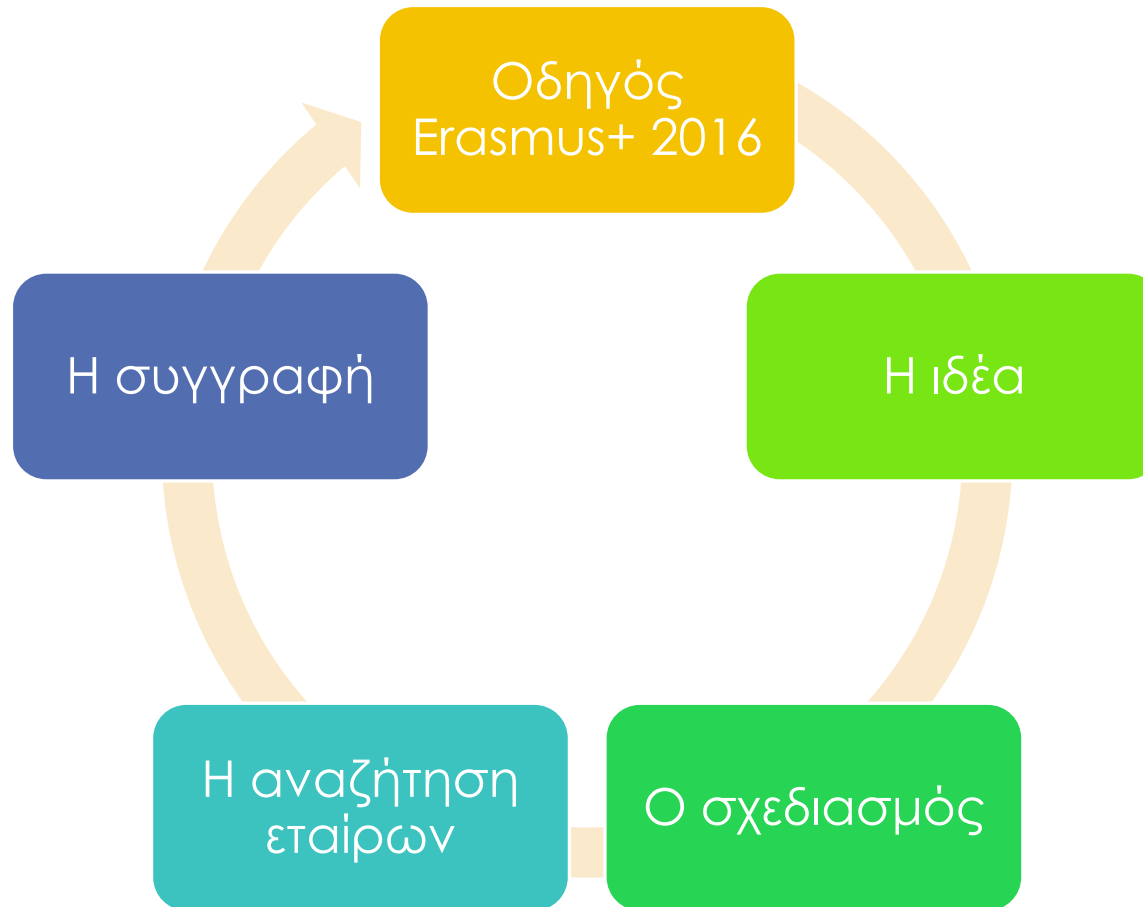 Οδηγός
Erasmus+ 2016
Η ιδέα
Ο σχεδιασμός
Η αναζήτηση
εταίρων
Η συγγραφή